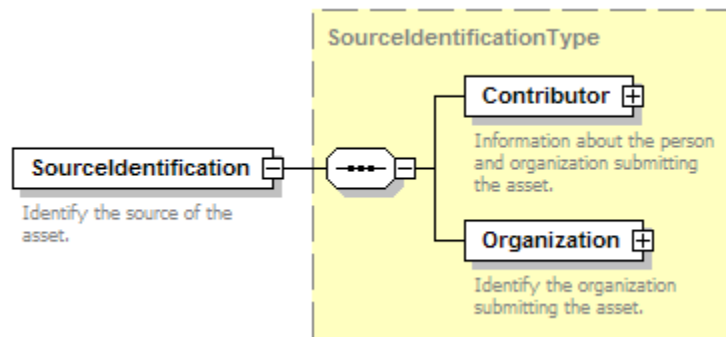 SourceIdentificationType
Contributor
Information about the person
and organization submitting
the asset.
SourceIdentification
Identify the source of the
asset.
Organization
Identify the organization
submitting the asset.